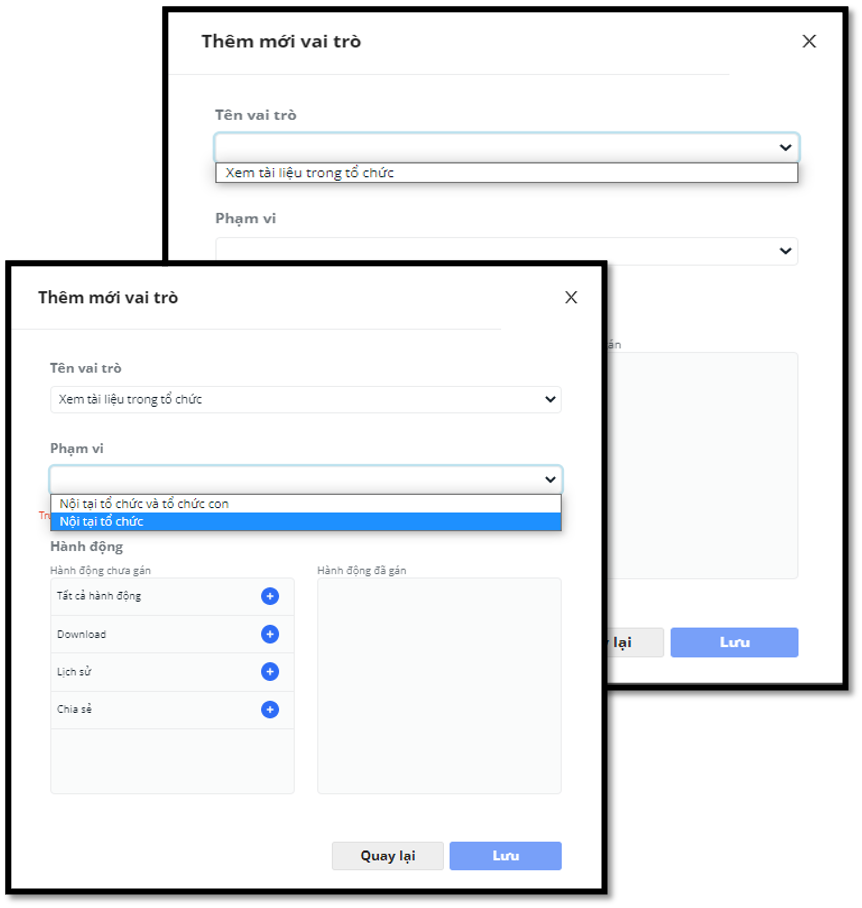 Thêm mới vai trò
Tên vai trò
Xem tài liệu trong tổ chức
Phạm vi
Lưu
Thêm mới vai trò
Tên vai trò
Xem tài liệu trong tổ chức
Phạm vi
Nội tại tổ chức và tổ chức con
Nội tại tổ chức
Hành động
Hành động chưa gán
Hành động đã gán
Tất cả hành động
Download
Lịch sử
Chia sẻ
Quay lại
Lưu